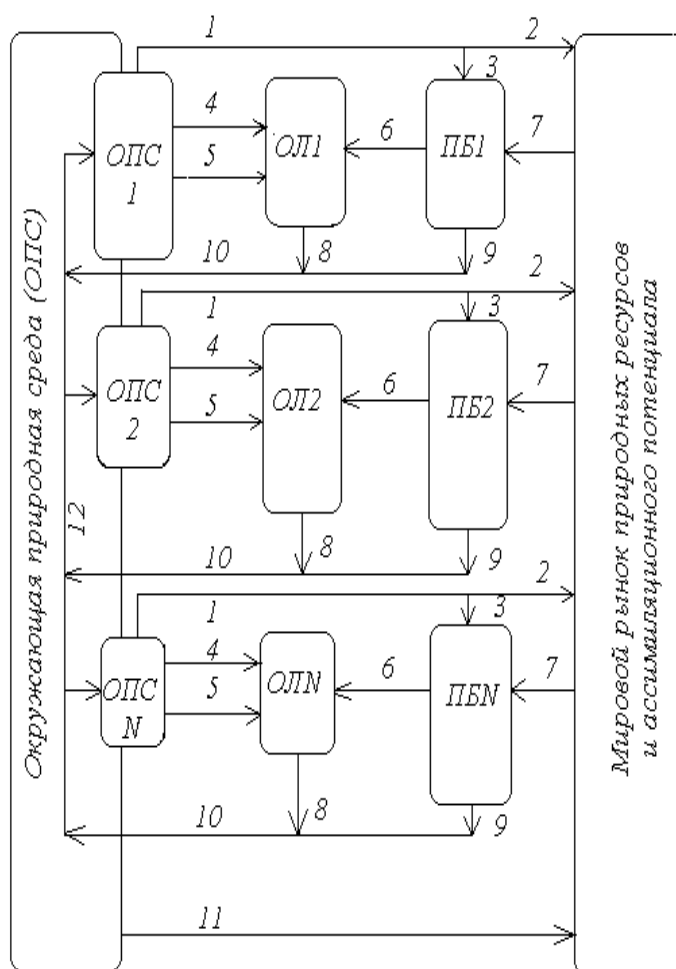 Окружающая природная среда (ОПС)
1
2
3
4
5
6
7
ОПС
1
ОЛ1
ПБ1
8
9
10
1
2
3
4
5
6
7
ОПС
2
ОЛ2
ПБ2
12
8
9
10
1
2
3
4
5
6
7
ОПС
N
ОЛN
ПБN
8
9
10
11
Мировой рынок природных ресурсов
и ассимиляционного потенциала